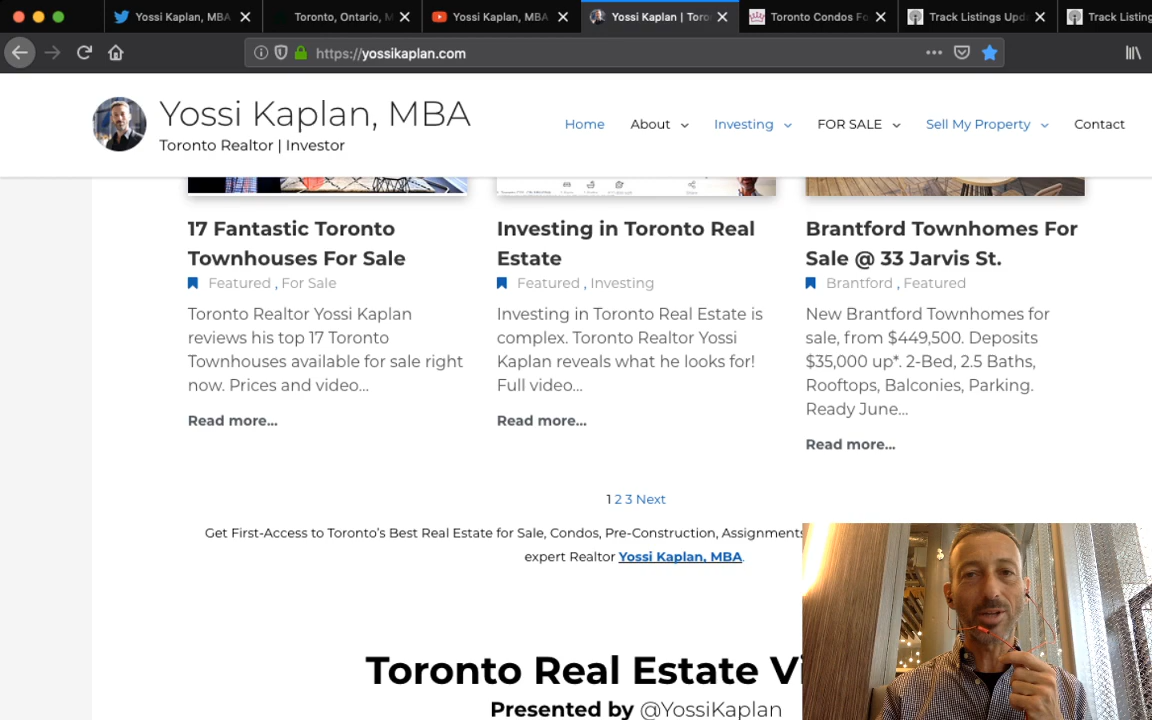 Yossi Kaplan, MBA
Toronto, Ontario, M
Yossi Kaplan, MBA
Yossi Kaplan | Toro
Toronto Condos Fo
Track Listings Upd
Track Listing
https://yossikaplan.com
Yossi Kaplan, MBA
Toronto Realtor | Investor
Home
About
Investing
FOR SALE
Sell My Property
Contact
17 Fantastic Toronto
Townhouses For Sale
Featured , For Sale
Toronto Realtor Yossi Kaplan
reviews his top 17 Toronto
Townhouses available for sale right
now. Prices and video...
Read more...
Investing in Toronto Real
Estate
Featured , Investing
Investing in Toronto Real Estate is
complex. Toronto Realtor Yossi
Kaplan reveals what he looks for!
Full video...
Read more...
Brantford Townhomes For
Sale @ 33 Jarvis St.
Brantford , Featured
New Brantford Townhomes for
sale, from $449,500. Deposits
$35,000 up*. 2-Bed, 2.5 Baths,
Rooftops, Balconies, Parking.
Ready June...
Read more...
1 2 3 Next
Get First-Access to Toronto's Best Real Estate for Sale, Condos, Pre-Construction, Assignments
expert Realtor Yossi Kaplan, MBA.
Toronto Real Estate Vi
Presented by @YossiKaplan